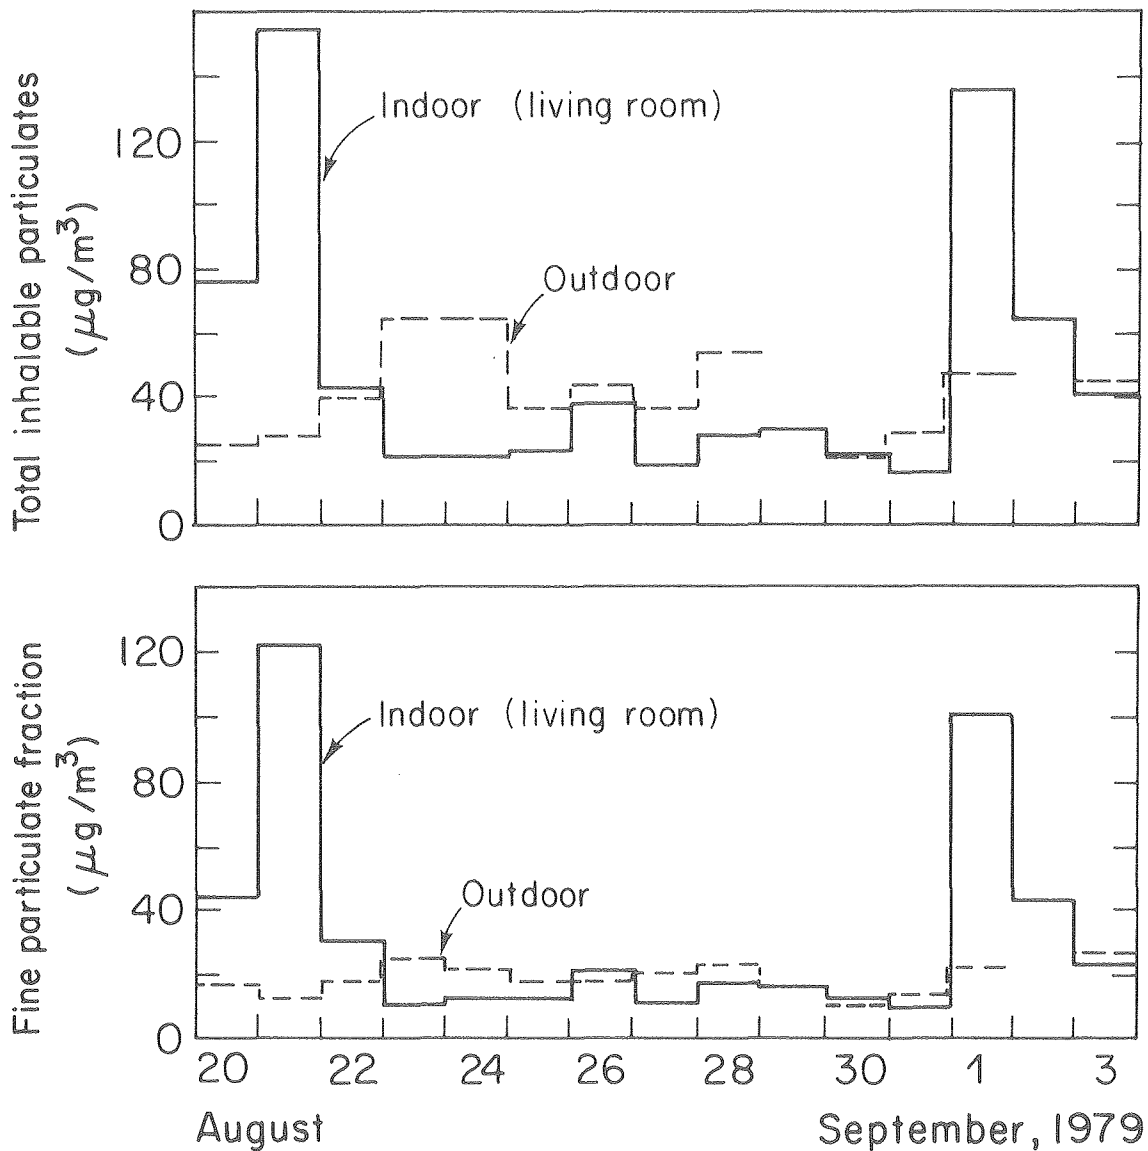 Total inhalable particulates
(μg/m³)
120
80
40
0
Indoor (living room)
Outdoor
Fine particulate fraction
(μg/m³)
120
80
40
0
Indoor (living room)
Outdoor
20 22 24 26 28 30 1 3
August September, 1979